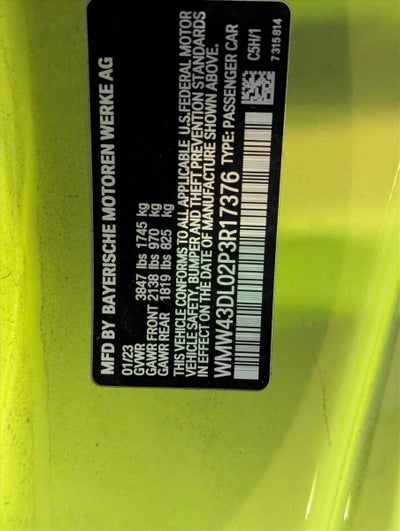 MFD BY BAYERISCHE MOTOREN WERKE AG
01/23
GVWR 3847 lbs 1745 kg
GAWR FRONT 2138 lbs 970 kg
GAWR REAR 1819 lbs 825 kg
THIS VEHICLE CONFORMS TO ALL APPLICABLE U.S. FEDERAL MOTOR
VEHICLE SAFETY, BUMPER AND THEFT PREVENTION STANDARDS
IN EFFECT ON THE DATE OF MANUFACTURE SHOWN ABOVE.
WMW43DL02P3R17376 TYPE: PASSENGER CAR
C5H/1
7 315 814